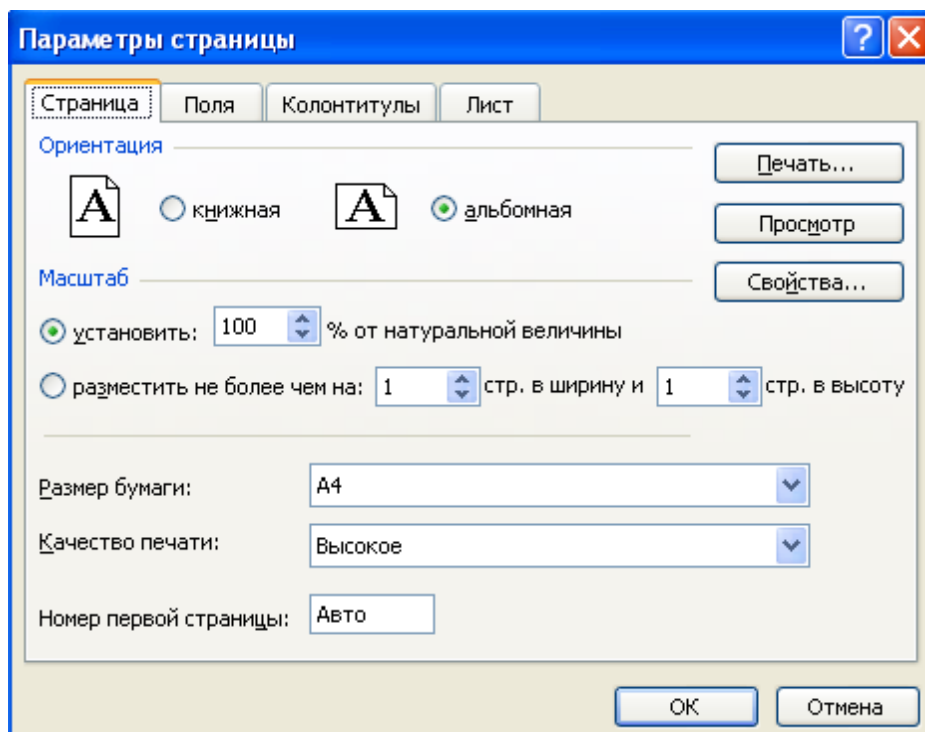 Параметры страницы ?
Страница Поля Колонтитулы Лист
Ориентация
Печать...
A книжная A альбомная
Просмотр
Масштаб
Свойства...
установить: 100 % от натуральной величины
разместить не более чем на: 1 стр. в ширину и 1 стр. в высоту
Размер бумаги: A4
Качество печати: Высокое
Номер первой страницы: Авто
ОК Отмена